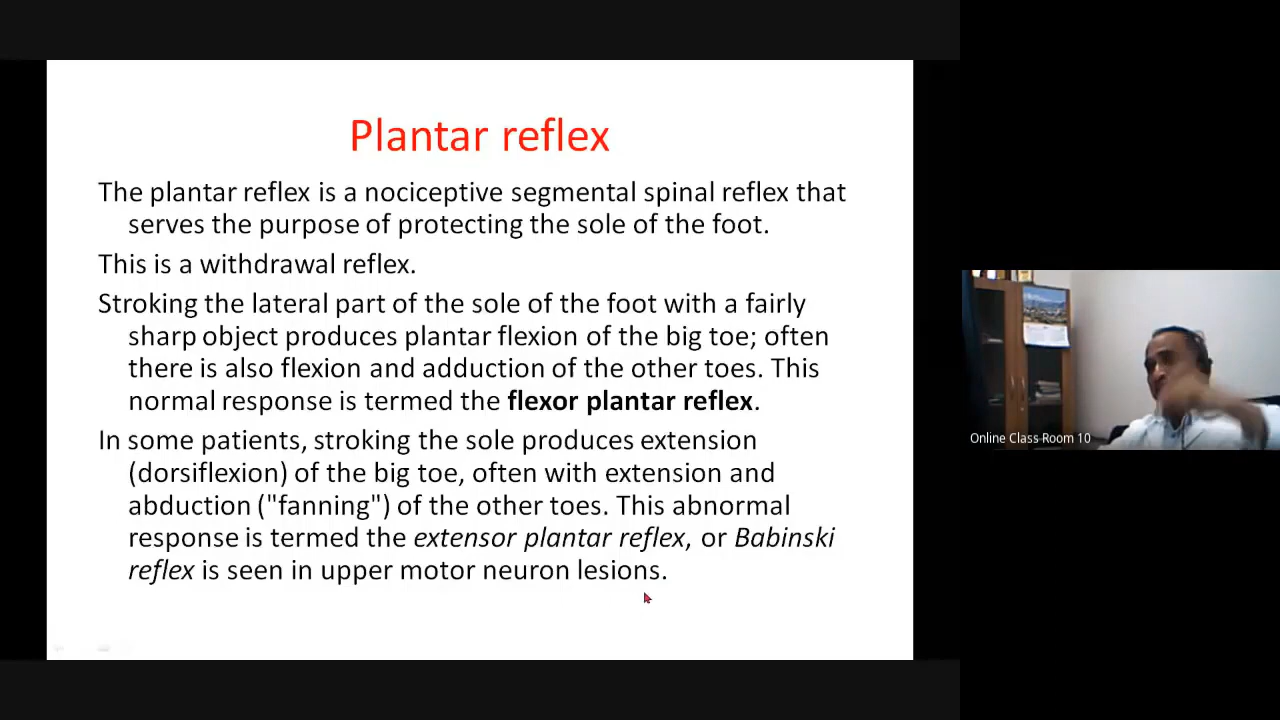 Plantar reflex
The plantar reflex is a nociceptive segmental spinal reflex that
serves the purpose of protecting the sole of the foot.
This is a withdrawal reflex.
Stroking the lateral part of the sole of the foot with a fairly
sharp object produces plantar flexion of the big toe; often
there is also flexion and adduction of the other toes. This
normal response is termed the flexor plantar reflex.
In some patients, stroking the sole produces extension
(dorsiflexion) of the big toe, often with extension and
abduction ("fanning") of the other toes. This abnormal
response is termed the extensor plantar reflex, or Babinski
reflex is seen in upper motor neuron lesions.
Online Class Room 10